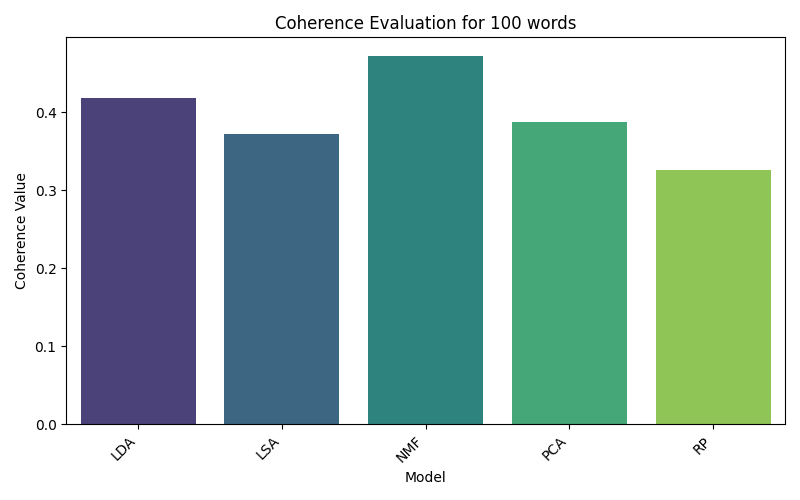 Coherence Evaluation for 100 words
Coherence Value
0.4
0.3
0.2
0.1
0.0
LDA
LSA
NMF
PCA
RP
Model